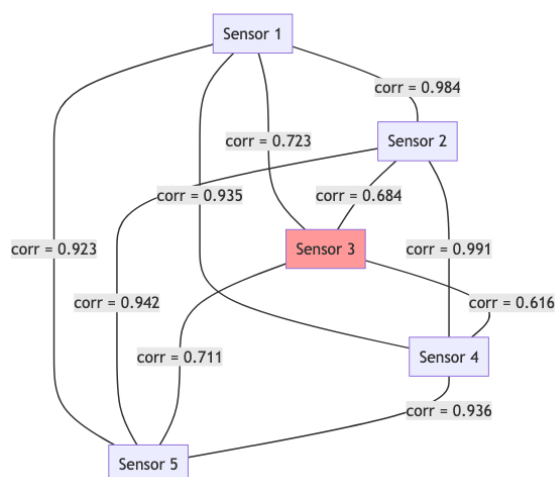 Sensor 1
corr = 0.984
Sensor 2
corr = 0.723
corr = 0.935
corr = 0.684
corr = 0.923
Sensor 3
corr = 0.991
corr = 0.942
corr = 0.616
corr = 0.711
Sensor 4
corr = 0.936
Sensor 5